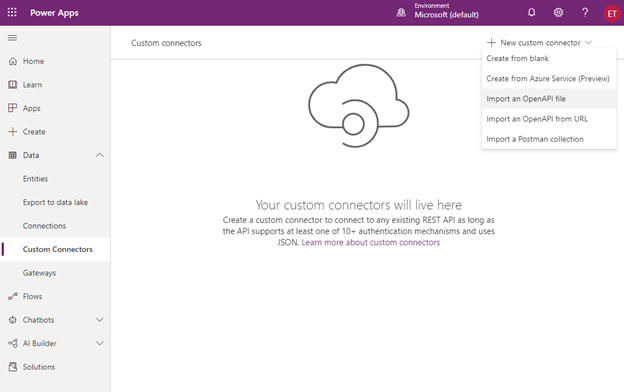 Power Apps
Environment
Microsoft (default)
?
ET
Home
Learn
Apps
Create
Data
Entities
Export to data lake
Connections
Custom Connectors
Gateways
Flows
Chatbots
AI Builder
Solutions
Custom connectors
New custom connector
Create from blank
Create from Azure Service (Preview)
Import an OpenAPI file
Import an OpenAPI from URL
Import a Postman collection
Your custom connectors will live here
Create a custom connector to connect to any existing REST API as long as
the API supports at least one of 10+ authentication mechanisms and uses
JSON. Learn more about custom connectors